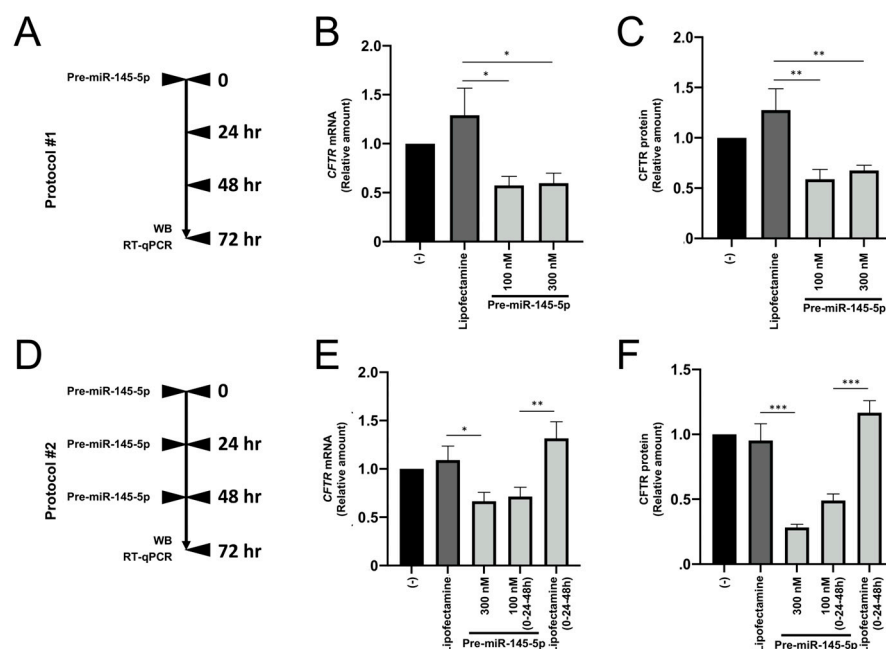 A
Pre-miR-145-5p
0
24 hr
48 hr
72 hr
Protocol #1
WB
RT-qPCR
B
2.0
1.5
1.0
0.5
0
CFTR mRNA
(Relative amount)
*
*
(-)
Lipofectamine
100 nM
300 nM
Pre-miR-145-5p
C
2.0
1.5
1.0
0.5
.0
CFTR protein
(Relative amount)
**
**
(-)
Lipofectamine
100 nM
300 nM
Pre-miR-145-5p
D
Pre-miR-145-5p
0
Pre-miR-145-5p
24 hr
Pre-miR-145-5p
48 hr
72 hr
Protocol #2
WB
RT-qPCR
E
2.0
1.5
1.0
0.5
0
CFTR mRNA
(Relative amount)
*
**
(-)
Lipofectamine
300 nM
100 nM
(0-24-48h)
Lipofectamine
(0-24-48h)
Pre-miR-145-5p
F
1.5
1.0
0.5
.0
CFTR protein
(Relative amount)
***
***
(-)
Lipofectamine
300 nM
100 nM
(0-24-48h)
Lipofectamine
(0-24-48h)
Pre-miR-145-5p